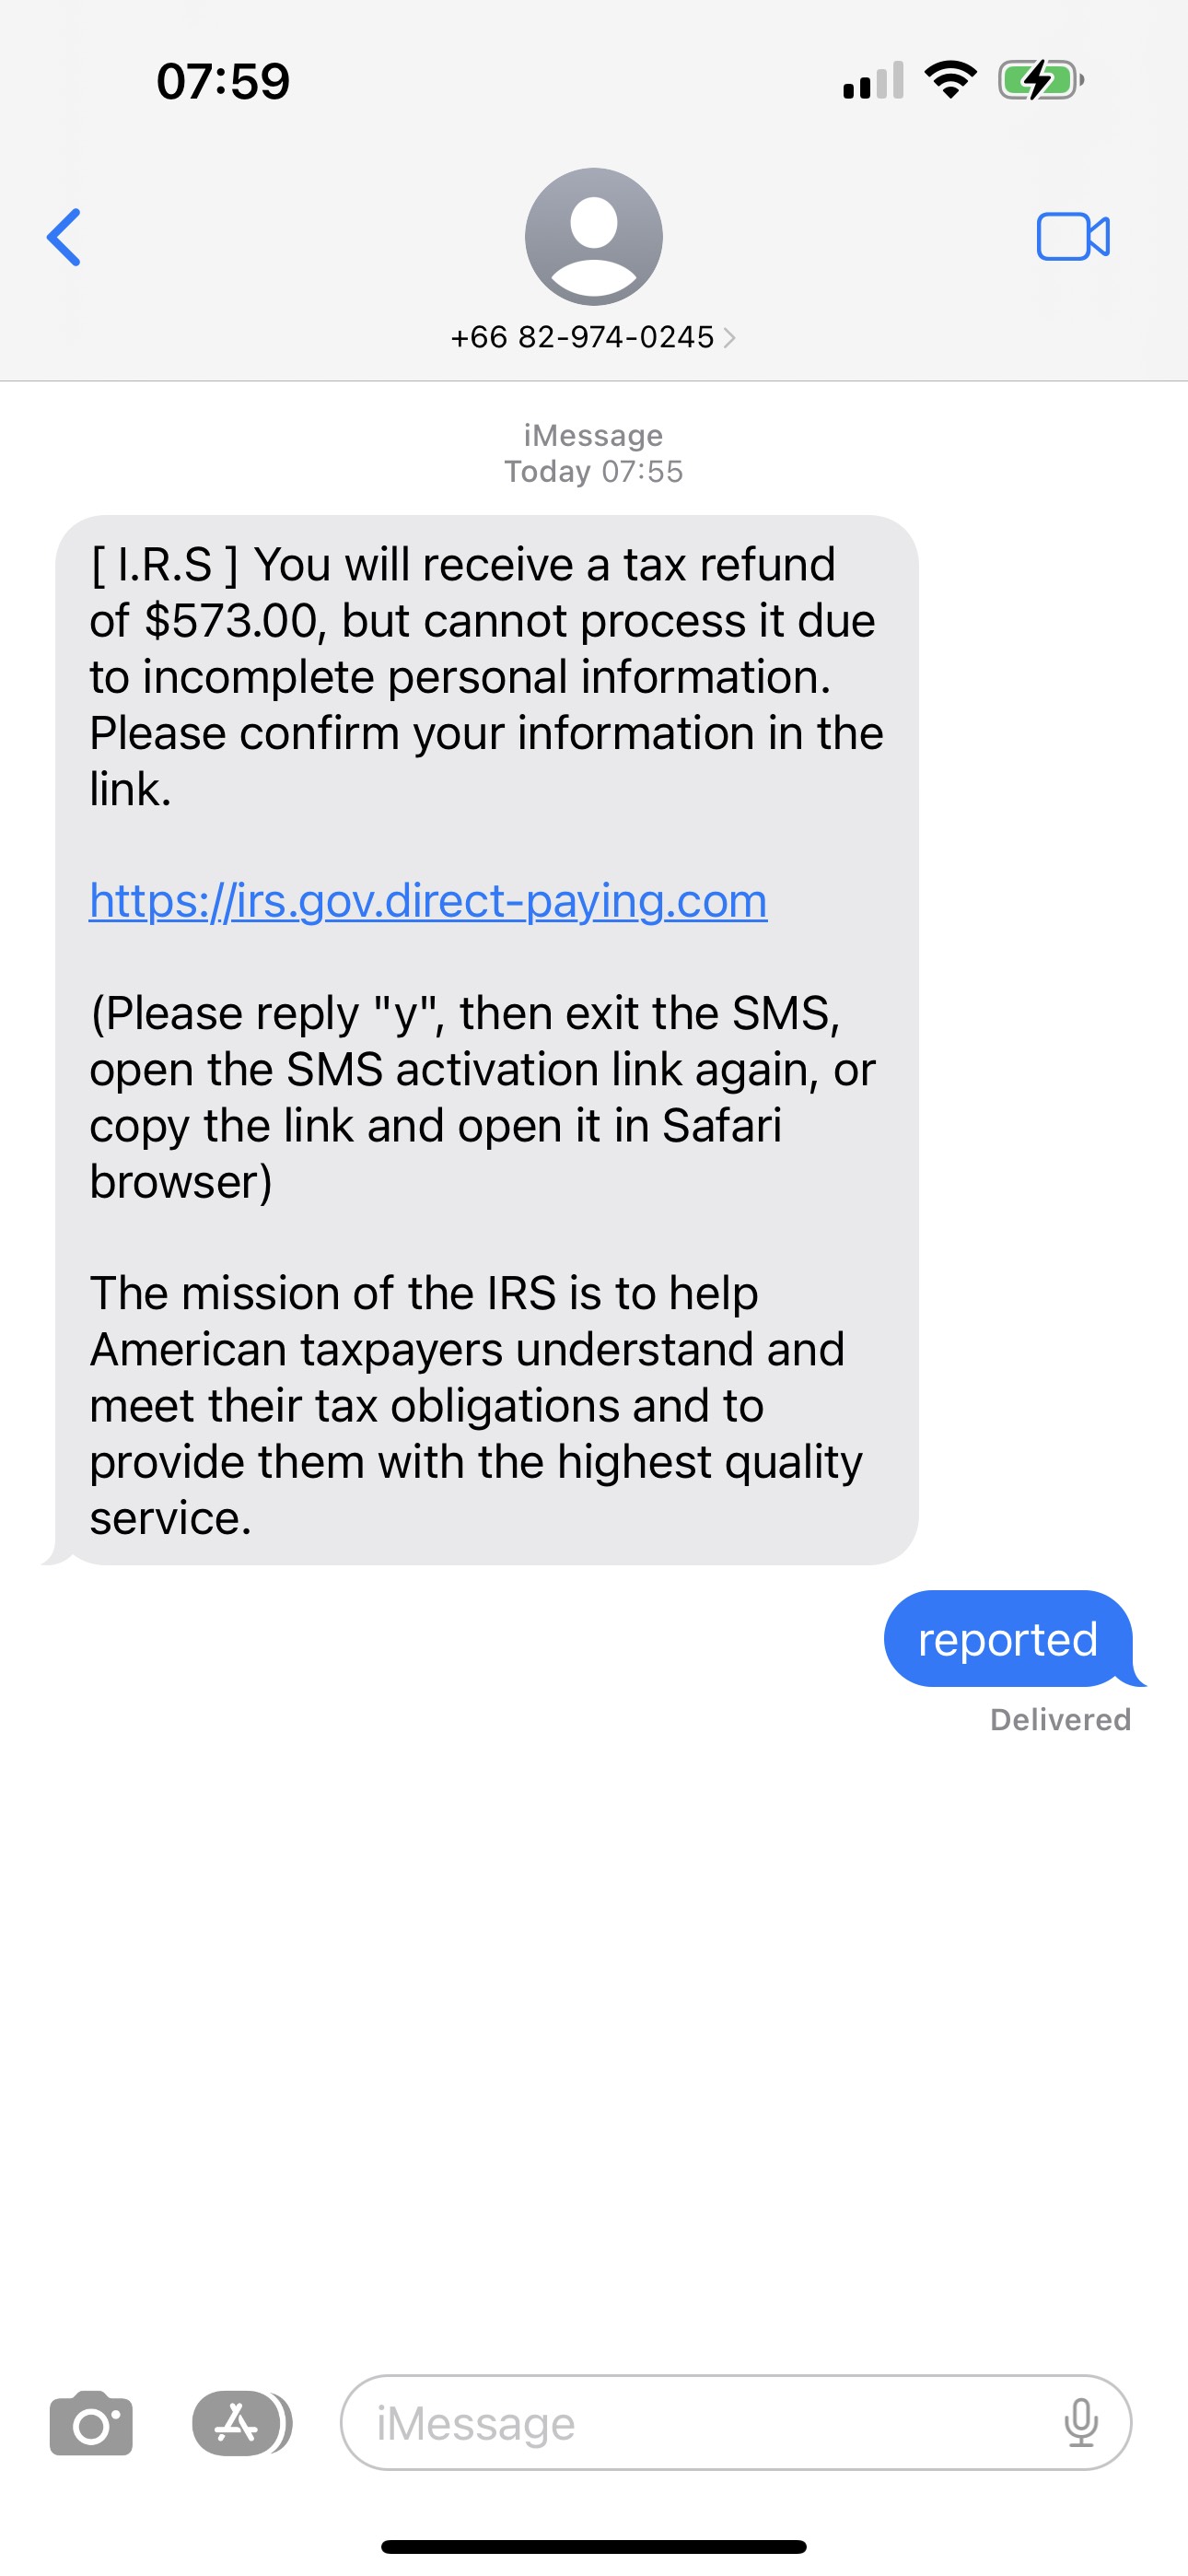 07:59
+66 82-974-0245
iMessage
Today 07:55
[ I.R.S ] You will receive a tax refund
of $573.00, but cannot process it due
to incomplete personal information.
Please confirm your information in the
link.
https://irs.gov.direct-paying.com
(Please reply "y", then exit the SMS,
open the SMS activation link again, or
copy the link and open it in Safari
browser)
The mission of the IRS is to help
American taxpayers understand and
meet their tax obligations and to
provide them with the highest quality
service.
reported
Delivered
iMessage